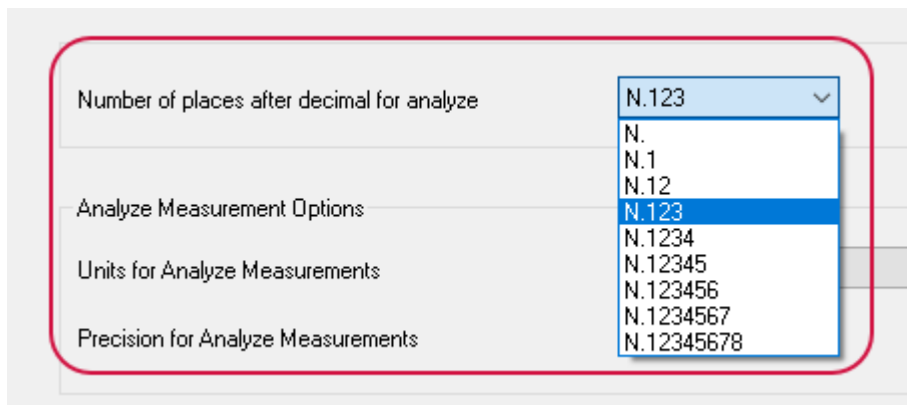 Number of places after decimal for analyze
N.123
N.
N.1
N.12
N.123
N.1234
N.12345
N.123456
N.1234567
N.12345678
Analyze Measurement Options
Units for Analyze Measurements
Precision for Analyze Measurements